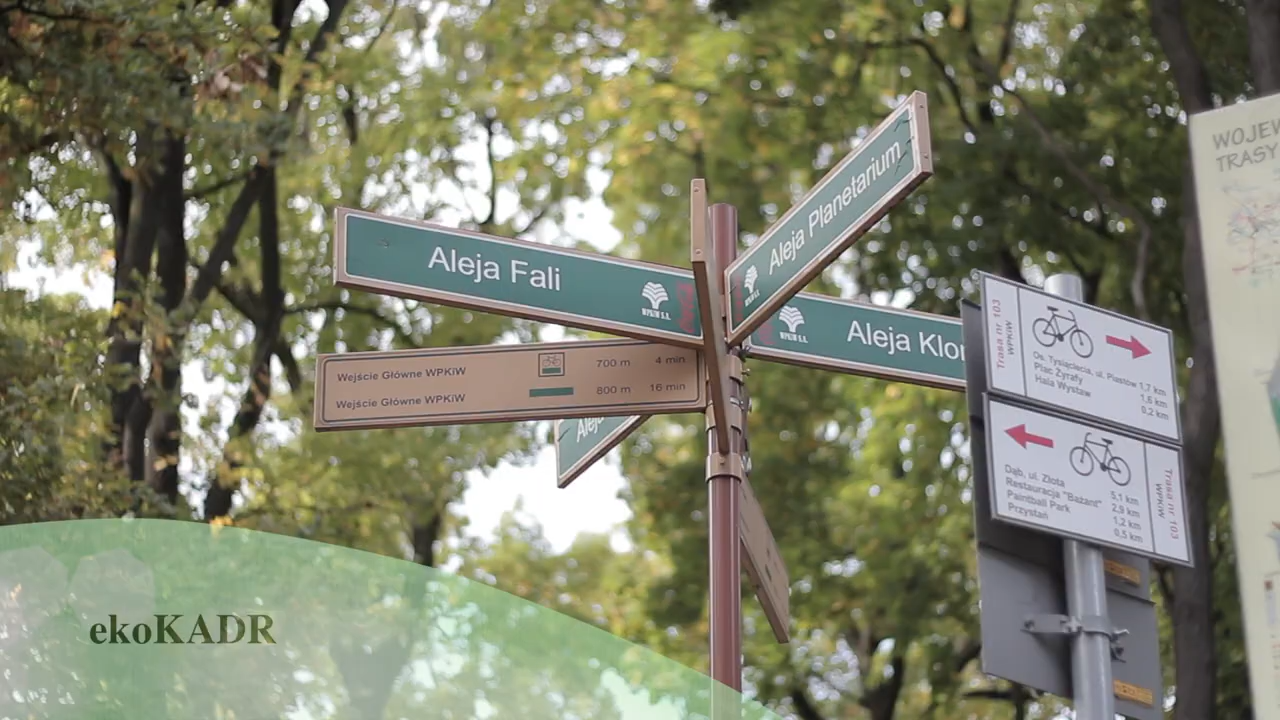 Aleja Fali
WPKiW S.A.
Aleja Planetarium
WPKiW S.A.
Aleja Klon
WPKiW S.A.
Wejście Główne WPKiW 700 m 4 min
Wejście Główne WPKiW 800 m 16 min
Aleja
Trasa nr 103
WPKiW
Os. Tysiąclecia, ul. Piastów 1,7 km
Plac Żyrafy 1,6 km
Hala Wystaw 0,2 km
Dąb, ul. Złota 5,1 km
Restauracja "Bażant" 2,9 km
Paintball Park 1,2 km
Przystań 0,5 km
Trasa nr 103
WPKiW
WOJEW
TRASY
ekoKADR